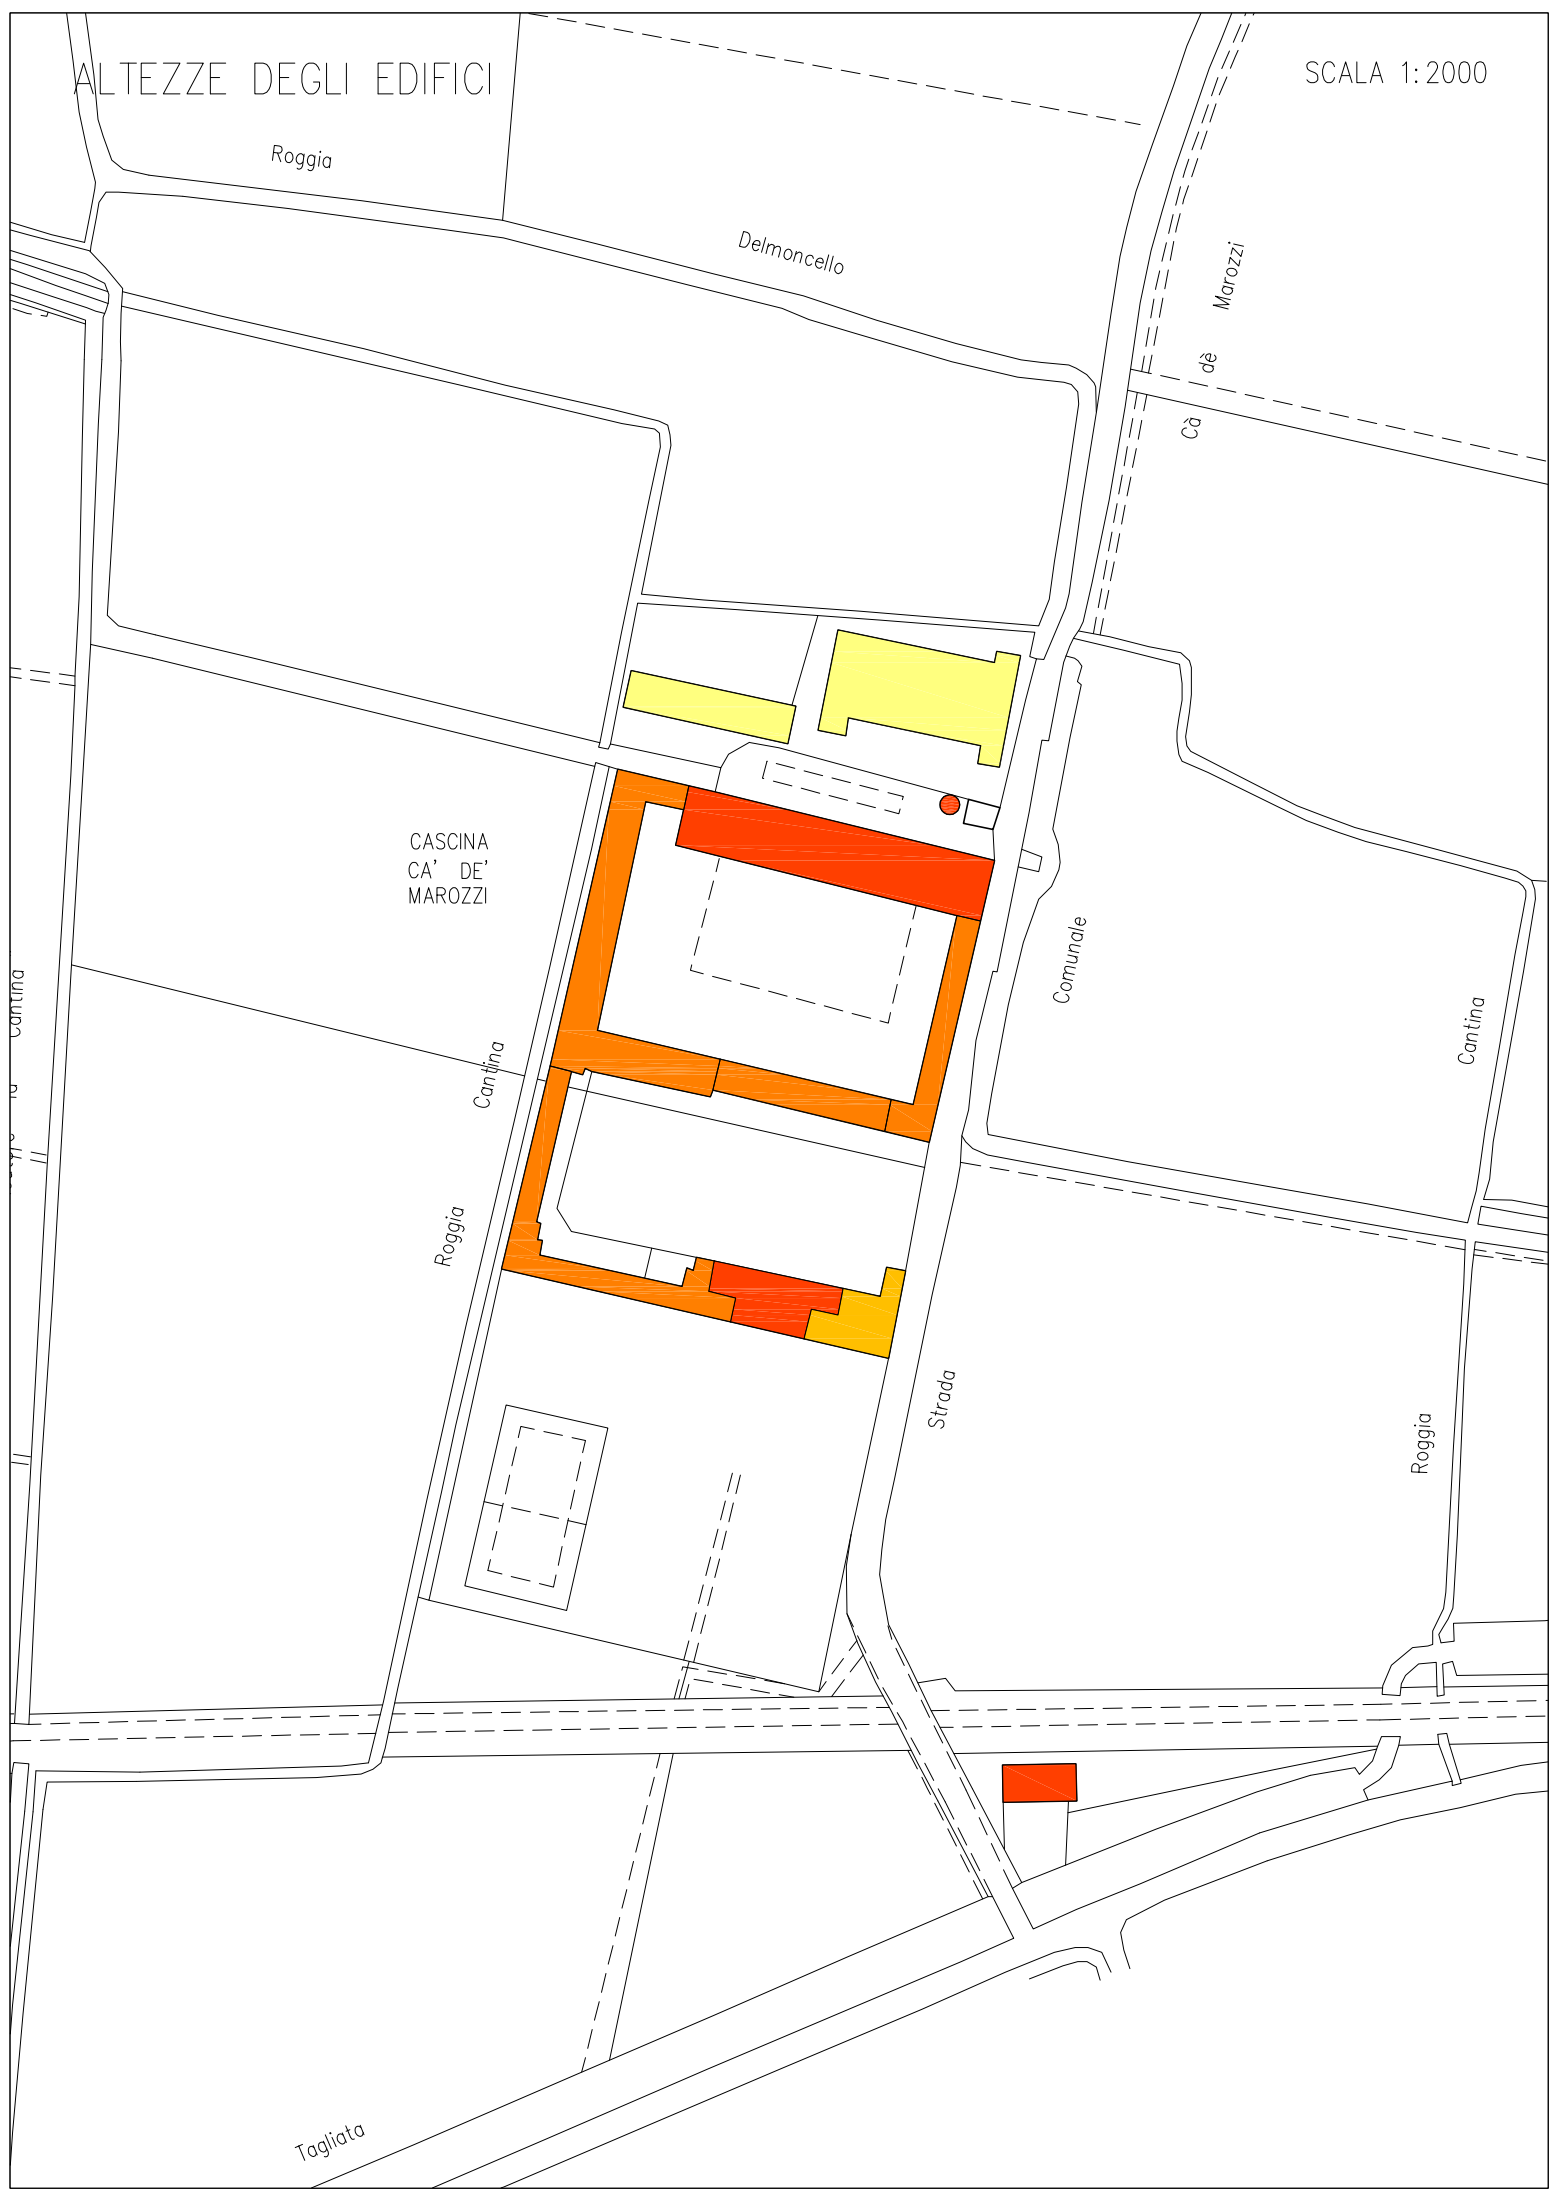 ALTEZZE DEGLI EDIFICI
SCALA 1:2000
Roggia
Delmoncello
Cà dè Marozzi
CASCINA
CA' DE'
MAROZZI
Comunale
Cantina
Cantina
Cantina
Roggia
Strada
Roggia
Tagliata